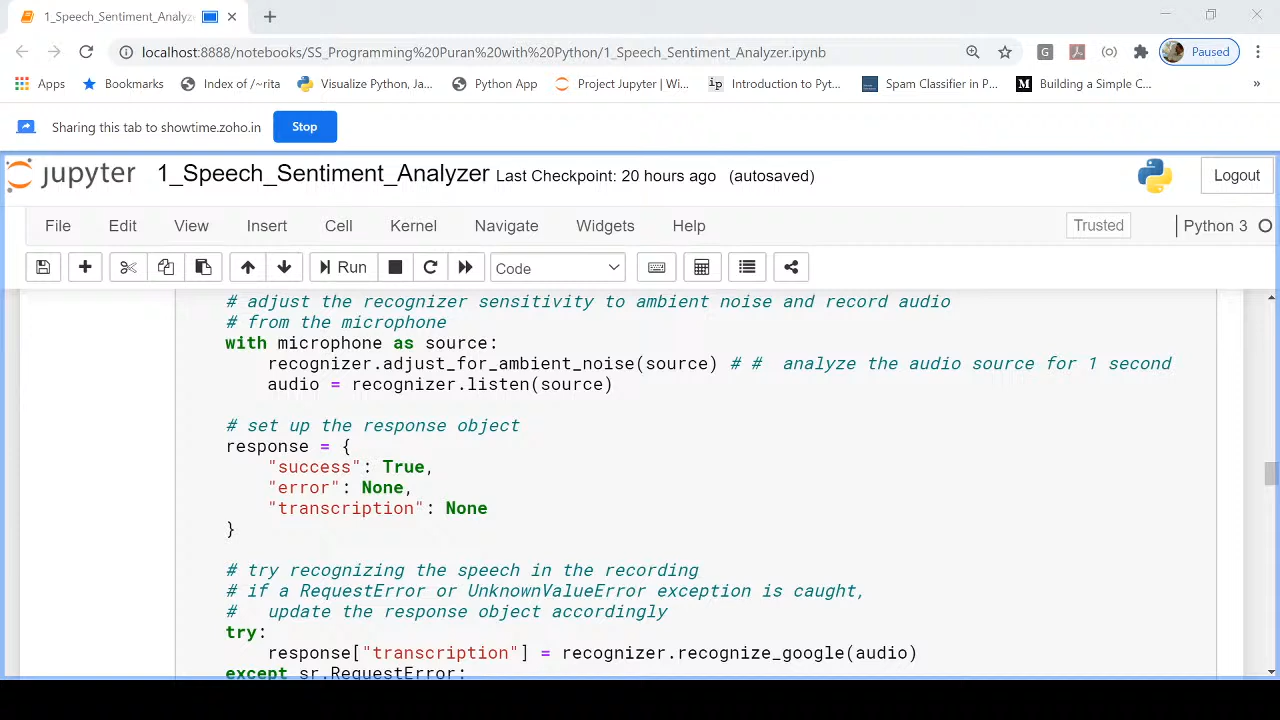 1_Speech_Sentiment_Analyze
localhost:8888/notebooks/SS_Programming%20Puran%20with%20Python/1_Speech_Sentiment_Analyzer.ipynb
G
Paused
Apps
Bookmarks
Index of /~rita
Visualize Python, Ja...
Python App
Project Jupyter | Wi...
ip
Introduction to Pyt...
Spam Classifier in P...
M
Building a Simple C...
»
Sharing this tab to showtime.zoho.in
Stop
jupyter
1_Speech_Sentiment_Analyzer Last Checkpoint: 20 hours ago (autosaved)
Logout
File
Edit
View
Insert
Cell
Kernel
Navigate
Widgets
Help
Trusted
Python 3
Run
Code
# adjust the recognizer sensitivity to ambient noise and record audio
# from the microphone
with microphone as source:
recognizer.adjust_for_ambient_noise(source) # #  analyze the audio source for 1 second
audio = recognizer.listen(source)
# set up the response object
response = {
"success": True,
"error": None,
"transcription": None
}
# try recognizing the speech in the recording
# if a RequestError or UnknownValueError exception is caught,
#   update the response object accordingly
try:
response["transcription"] = recognizer.recognize_google(audio)
except sr.RequestError: